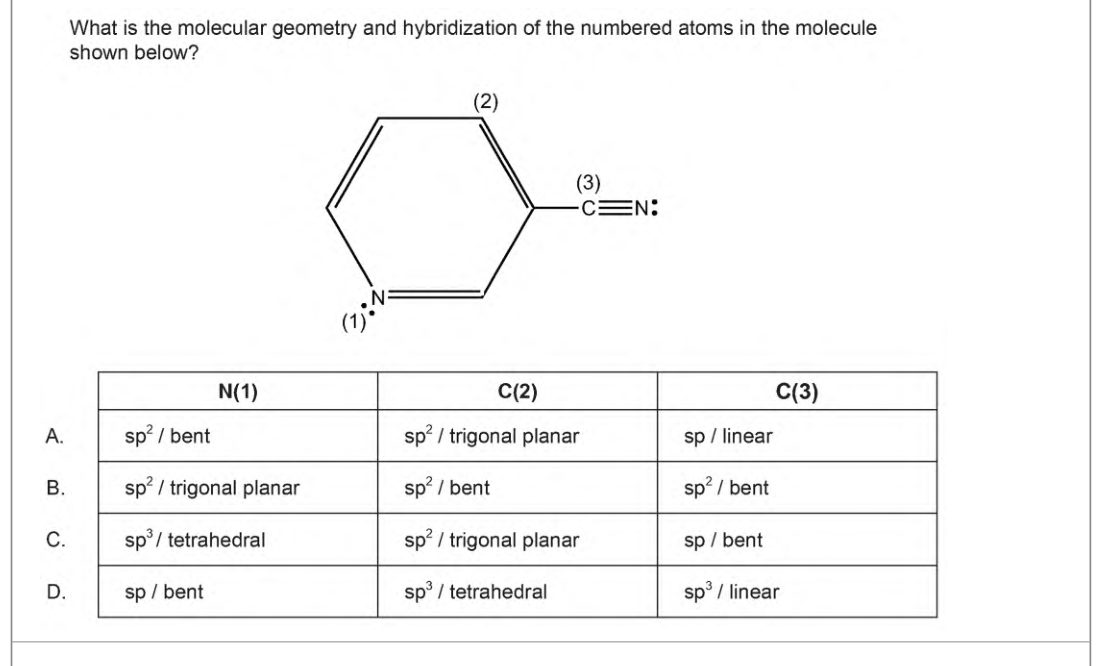 What is the molecular geometry and hybridization of the numbered atoms in the molecule
shown below?
(2)
(3)
C≡N:
N
(1)
N(1) C(2) C(3)
A. sp² / bent sp² / trigonal planar sp / linear
B. sp² / trigonal planar sp² / bent sp² / bent
C. sp³/ tetrahedral sp² / trigonal planar sp / bent
D. sp / bent sp³ / tetrahedral sp³ / linear